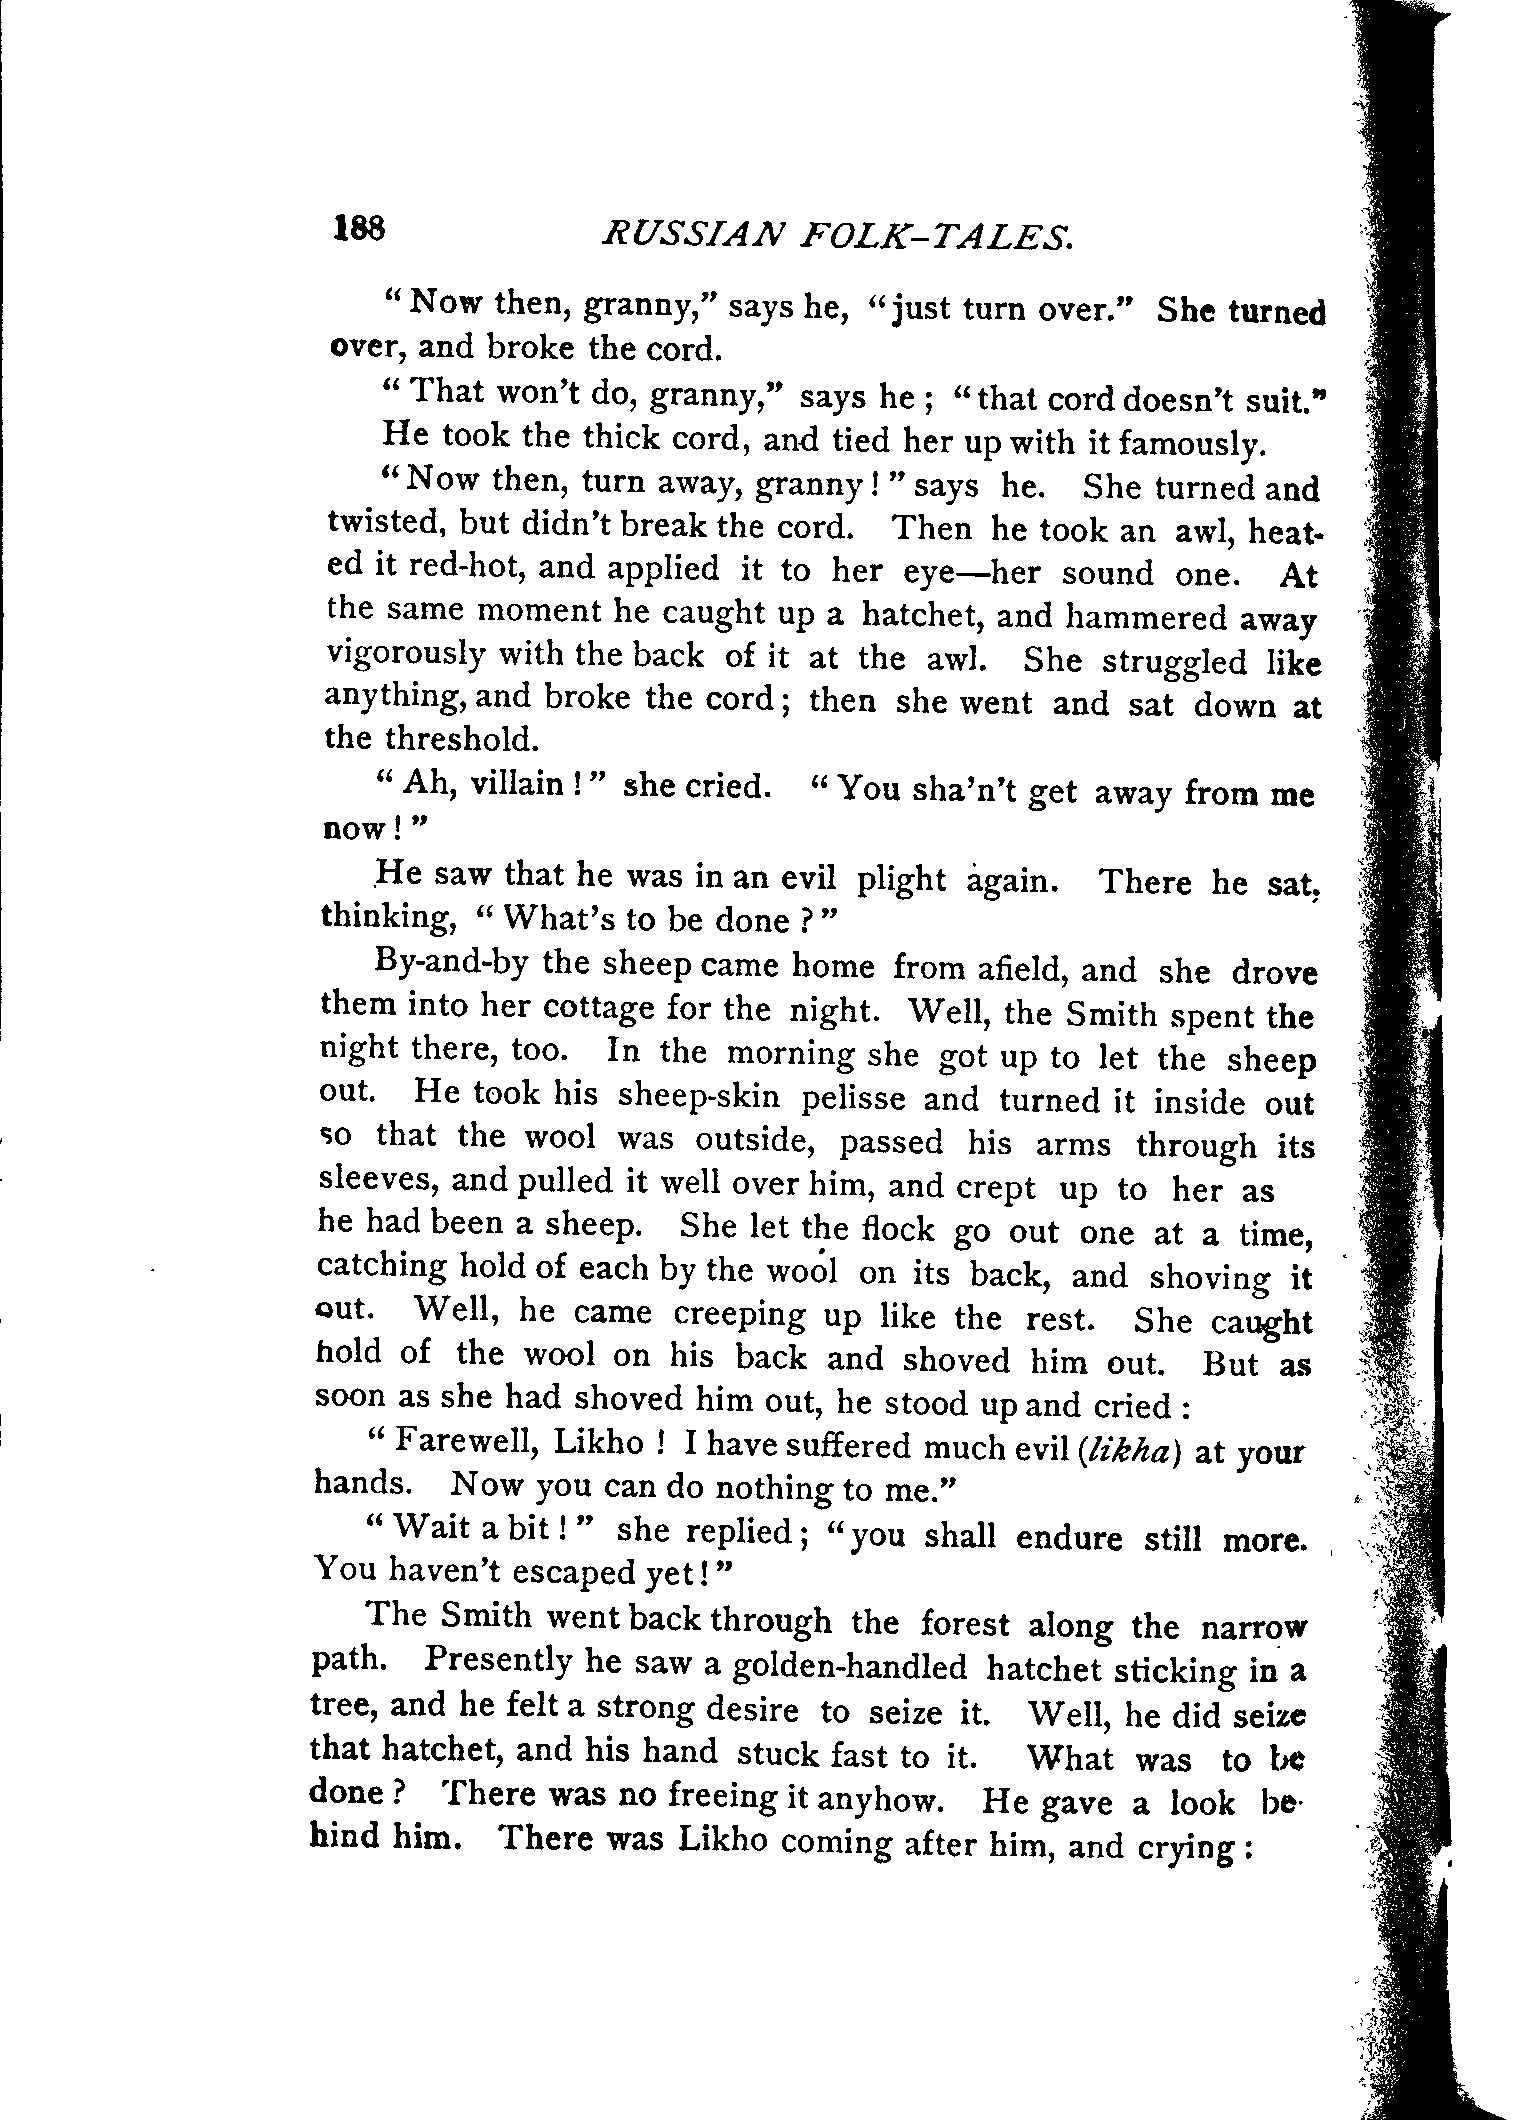 188 RUSSIAN FOLK-TALES.
“Now then, granny,” says he, “just turn over.” She turned
over, and broke the cord.
“That won’t do, granny,” says he; “that cord doesn’t suit.”
He took the thick cord, and tied her up with it famously.
“Now then, turn away, granny!” says he. She turned and
twisted, but didn’t break the cord. Then he took an awl, heat-
ed it red-hot, and applied it to her eye—her sound one. At
the same moment he caught up a hatchet, and hammered away
vigorously with the back of it at the awl. She struggled like
anything, and broke the cord; then she went and sat down at
the threshold.
“Ah, villain!” she cried. “You sha’n’t get away from me
now!”
He saw that he was in an evil plight again. There he sat,
thinking, “What’s to be done?”
By-and-by the sheep came home from afield, and she drove
them into her cottage for the night. Well, the Smith spent the
night there, too. In the morning she got up to let the sheep
out. He took his sheep-skin pelisse and turned it inside out
so that the wool was outside, passed his arms through its
sleeves, and pulled it well over him, and crept up to her as
he had been a sheep. She let the flock go out one at a time,
catching hold of each by the wool on its back, and shoving it
out. Well, he came creeping up like the rest. She caught
hold of the wool on his back and shoved him out. But as
soon as she had shoved him out, he stood up and cried:
“Farewell, Likho! I have suffered much evil (likha) at your
hands. Now you can do nothing to me.”
“Wait a bit!” she replied; “you shall endure still more.
You haven’t escaped yet!”
The Smith went back through the forest along the narrow
path. Presently he saw a golden-handled hatchet sticking in a
tree, and he felt a strong desire to seize it. Well, he did seize
that hatchet, and his hand stuck fast to it. What was to be
done? There was no freeing it anyhow. He gave a look be-
hind him. There was Likho coming after him, and crying: